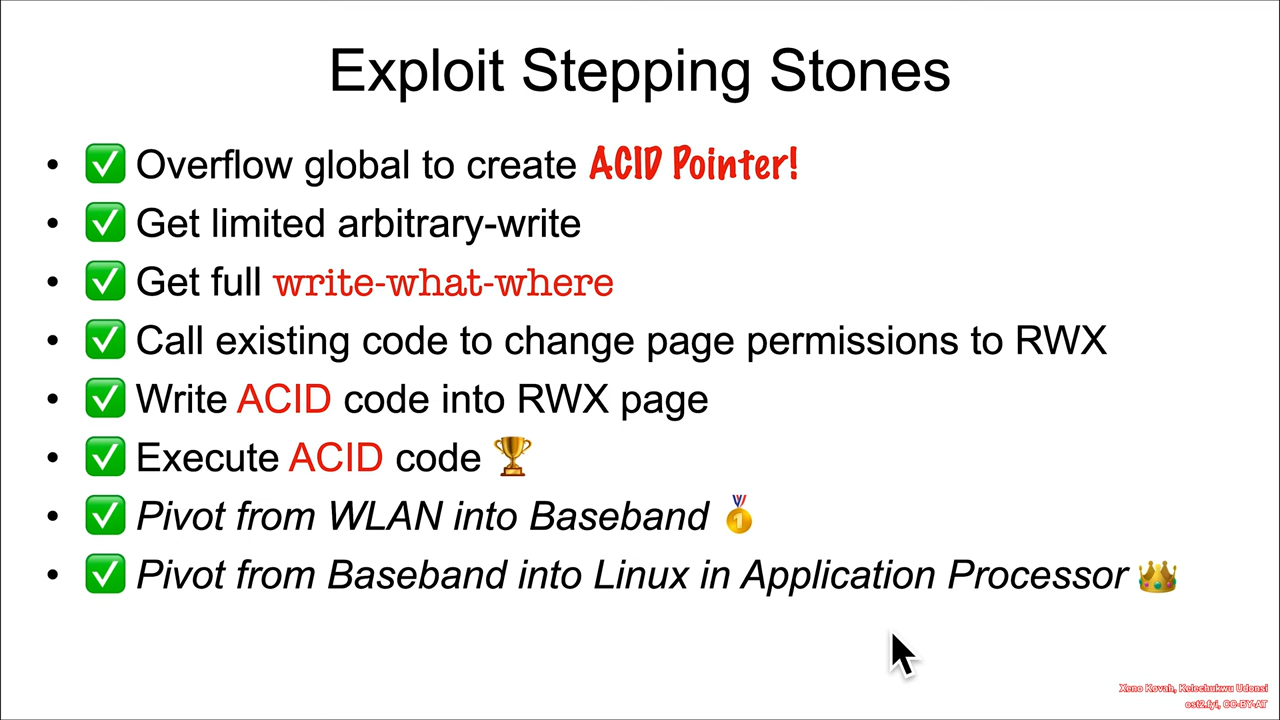 Exploit Stepping Stones
• ✅ Overflow global to create ACID Pointer!
• ✅ Get limited arbitrary-write
• ✅ Get full write-what-where
• ✅ Call existing code to change page permissions to RWX
• ✅ Write ACID code into RWX page
• ✅ Execute ACID code 🏆
• ✅ Pivot from WLAN into Baseband 🥇
• ✅ Pivot from Baseband into Linux in Application Processor 👑
Xeno Kovah, Kelechukwu Udonsi
ost2.fyi, CC-BY-AT